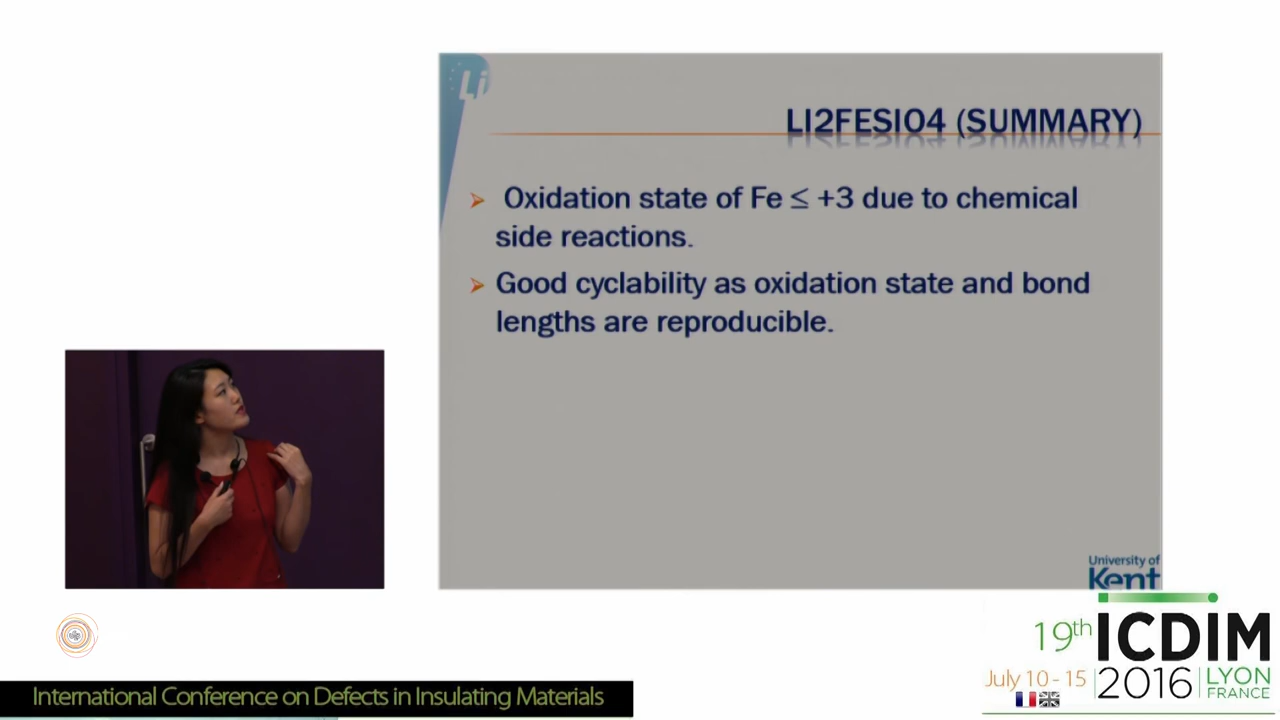 Li
LI2FESIO4 (SUMMARY)
Oxidation state of Fe ≤ +3 due to chemical
side reactions.
Good cyclability as oxidation state and bond
lengths are reproducible.
University of
Kent
19th ICDIM
July 10 - 15 2016 LYON
FRANCE
International Conference on Defects in Insulating Materials